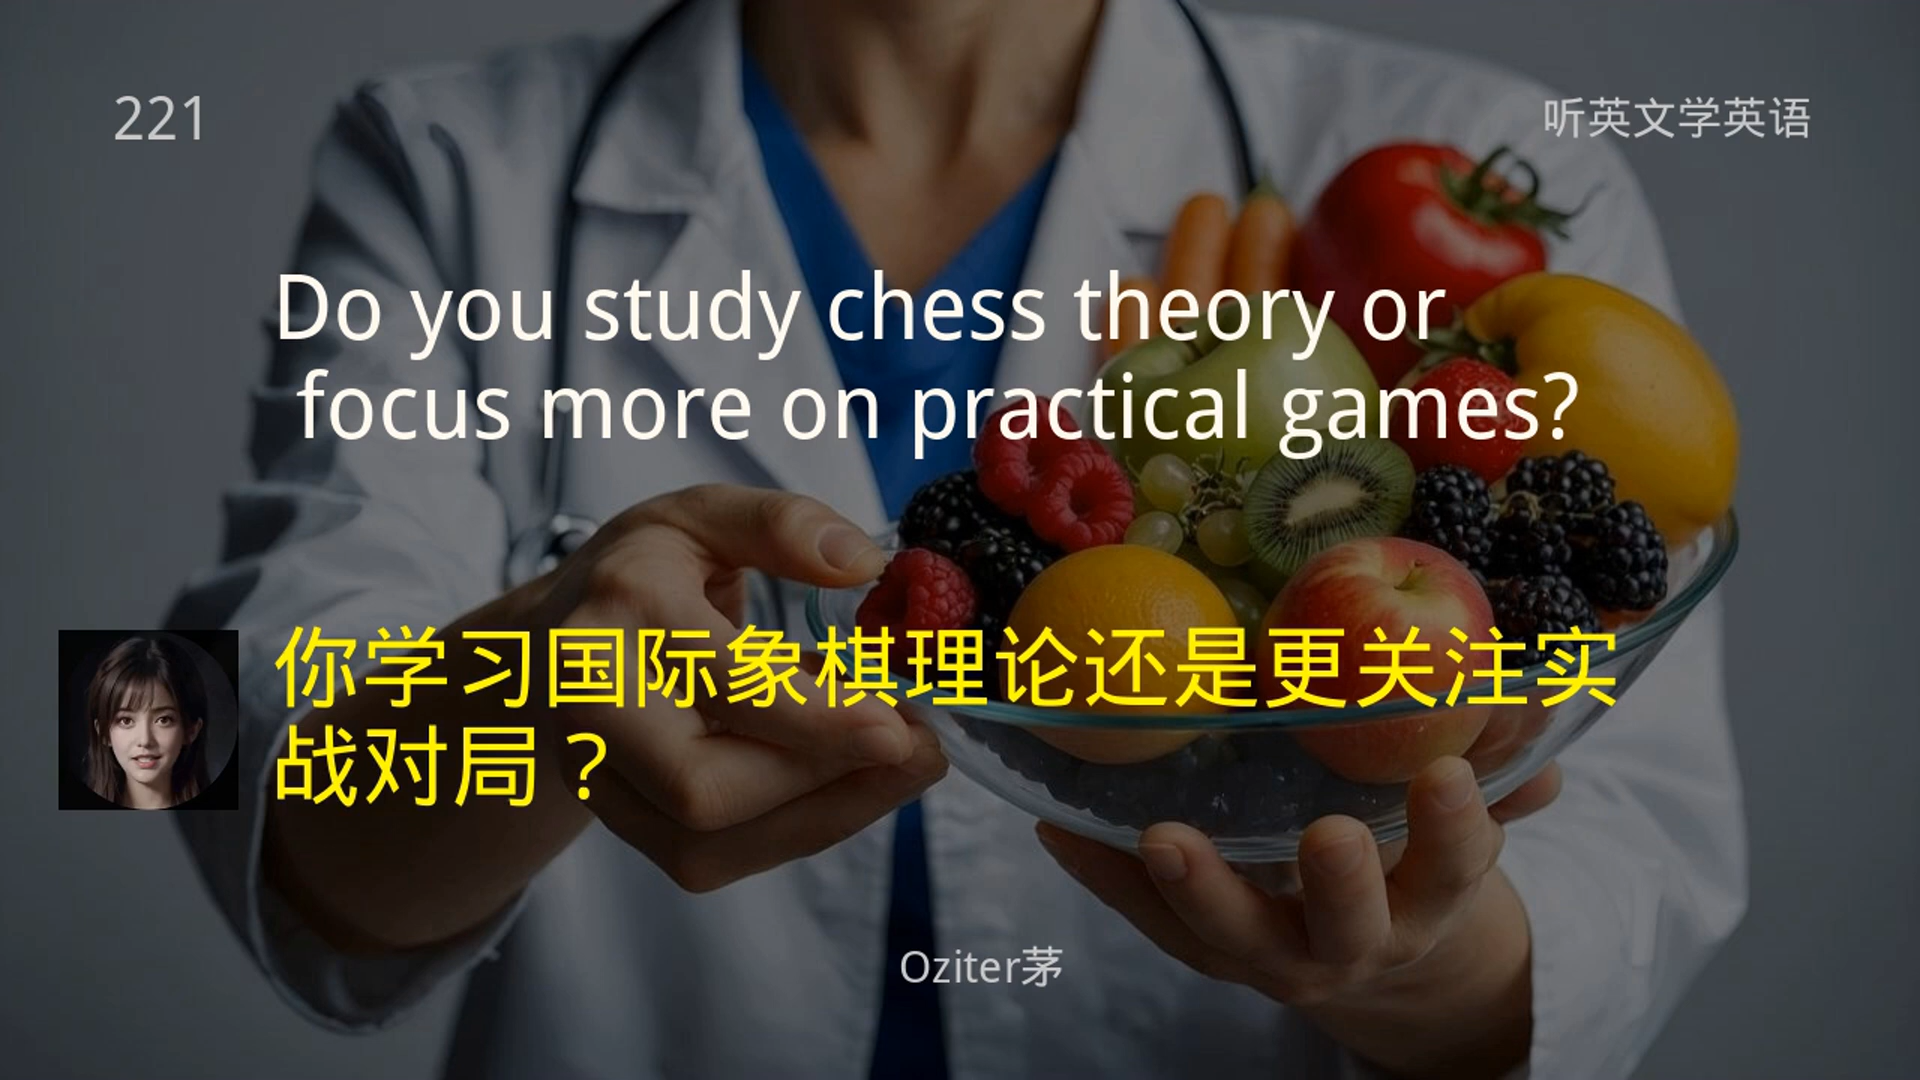 221
听英文学英语
Do you study chess theory or
focus more on practical games?
你学习国际象棋理论还是更关注实
战对局？
Oziter茅